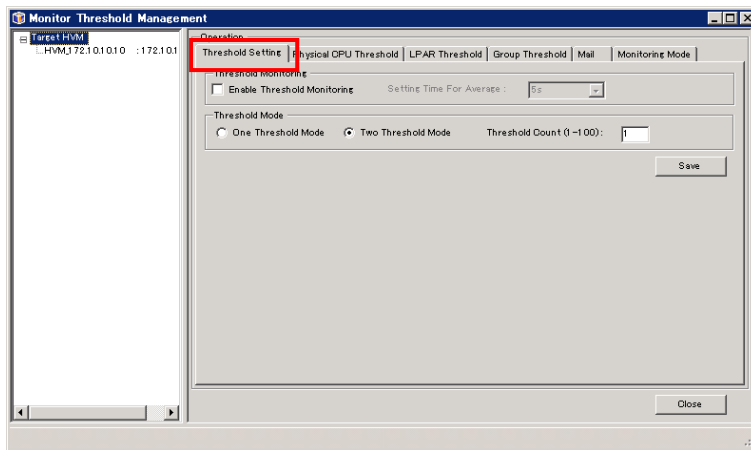 Monitor Threshold Management
Target HVM
HVM_172.10.10.10 : 172.10.1
Operation
Threshold Setting Physical CPU Threshold LPAR Threshold Group Threshold Mail Monitoring Mode
Threshold Monitoring
Enable Threshold Monitoring Setting Time For Average : 5s
Threshold Mode
One Threshold Mode Two Threshold Mode Threshold Count (1-100): 1
Save
Close